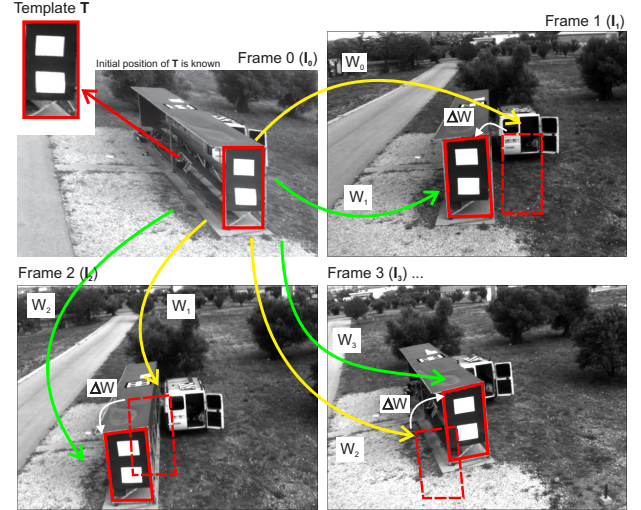 Template T
Initial position of T is known
Frame 0 (I₀)
Frame 1 (I₁)
W₀
ΔW
W₁
Frame 2 (I₂)
W₂
W₁
ΔW
Frame 3 (I₃) ...
W₃
ΔW
W₂